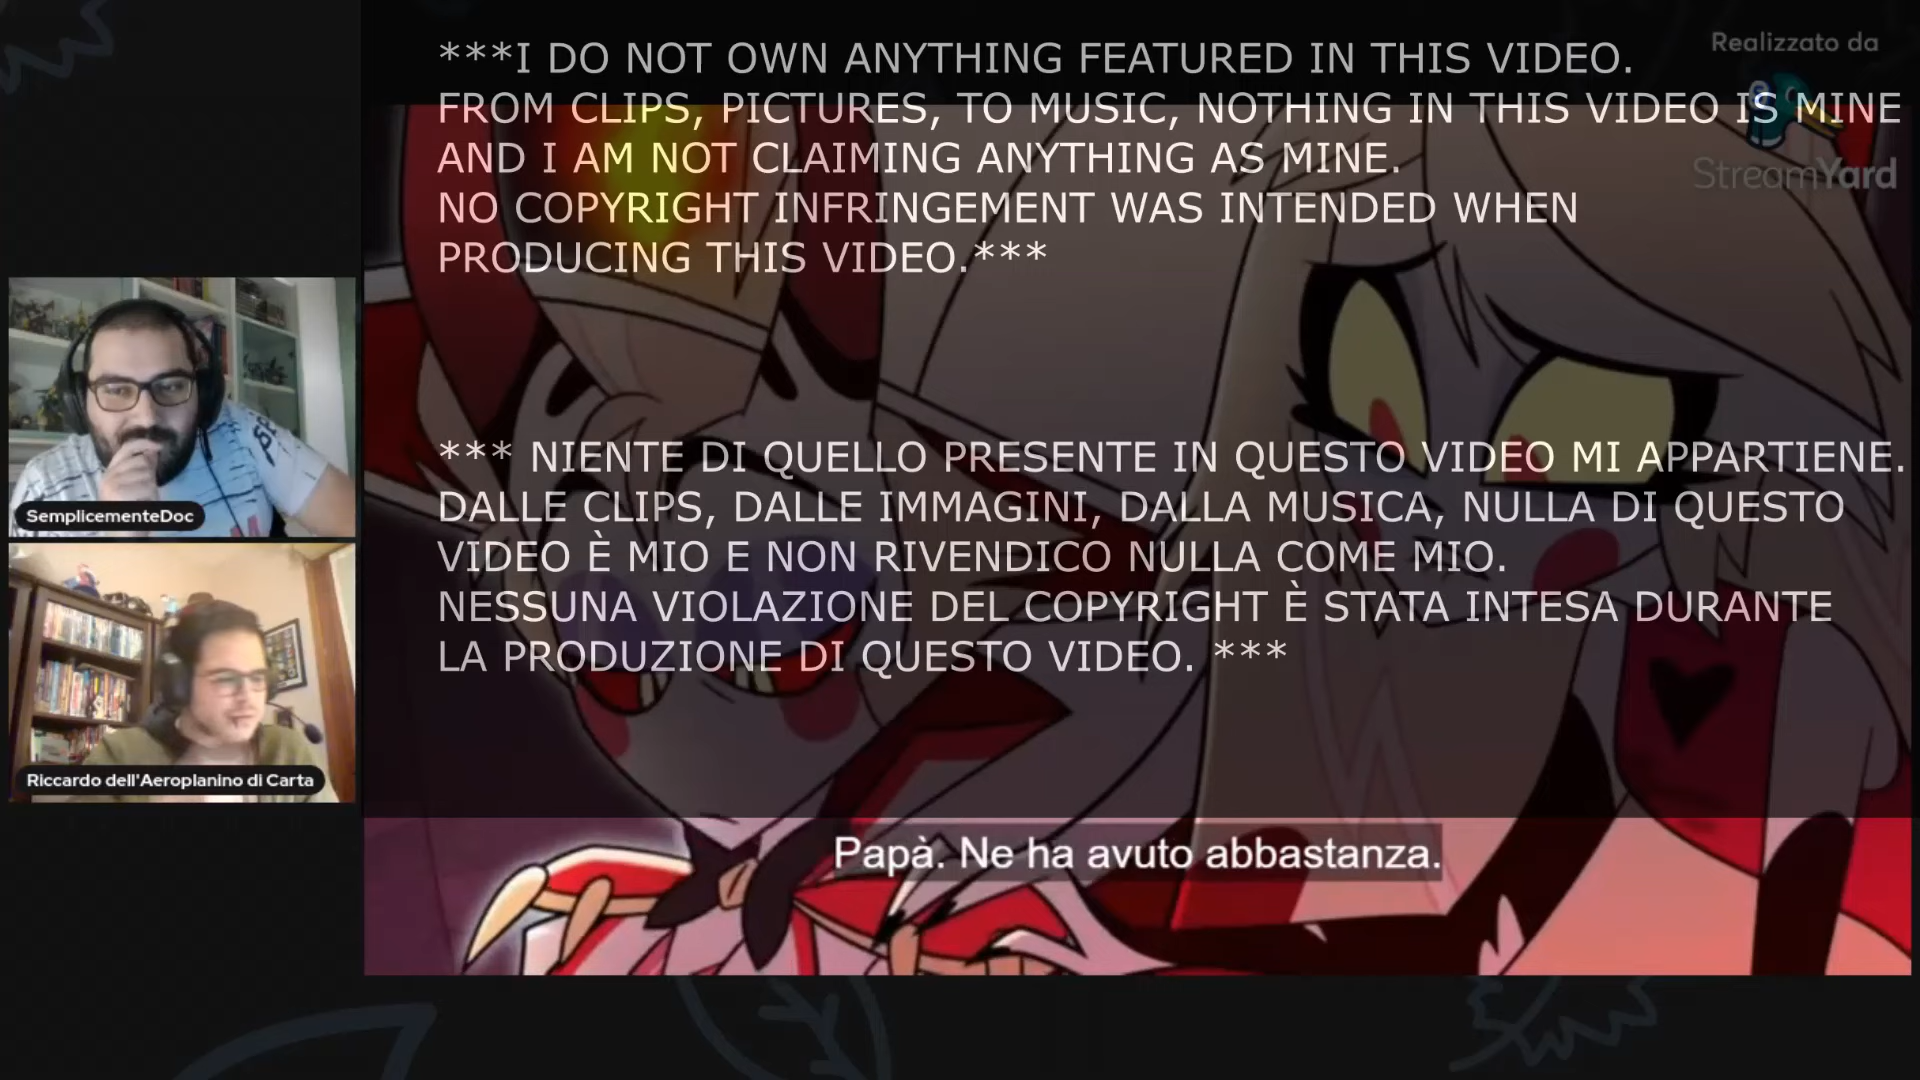 ***I DO NOT OWN ANYTHING FEATURED IN THIS VIDEO.
FROM CLIPS, PICTURES, TO MUSIC, NOTHING IN THIS VIDEO IS MINE
AND I AM NOT CLAIMING ANYTHING AS MINE.
NO COPYRIGHT INFRINGEMENT WAS INTENDED WHEN
PRODUCING THIS VIDEO.***
Realizzato da
StreamYard
*** NIENTE DI QUELLO PRESENTE IN QUESTO VIDEO MI APPARTIENE.
DALLE CLIPS, DALLE IMMAGINI, DALLA MUSICA, NULLA DI QUESTO
VIDEO È MIO E NON RIVENDICO NULLA COME MIO.
NESSUNA VIOLAZIONE DEL COPYRIGHT È STATA INTESA DURANTE
LA PRODUZIONE DI QUESTO VIDEO. ***
SemplicementeDoc
Riccardo dell'Aeroplanino di Carta
Papà. Ne ha avuto abbastanza.